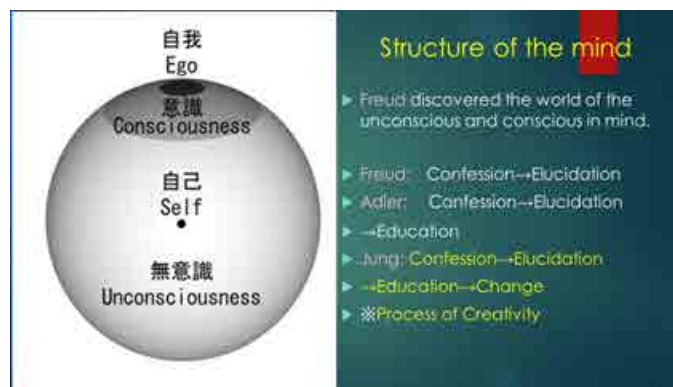 自我
Ego
意識
Consciousness
自己
Self
無意識
Unconsciousness
Structure of the mind
Freud discovered the world of the
unconscious and conscious in mind.
Freud: Confession→Elucidation
Adler: Confession→Elucidation
→Education
Jung: Confession→Elucidation
→Education→Change
※Process of Creativity